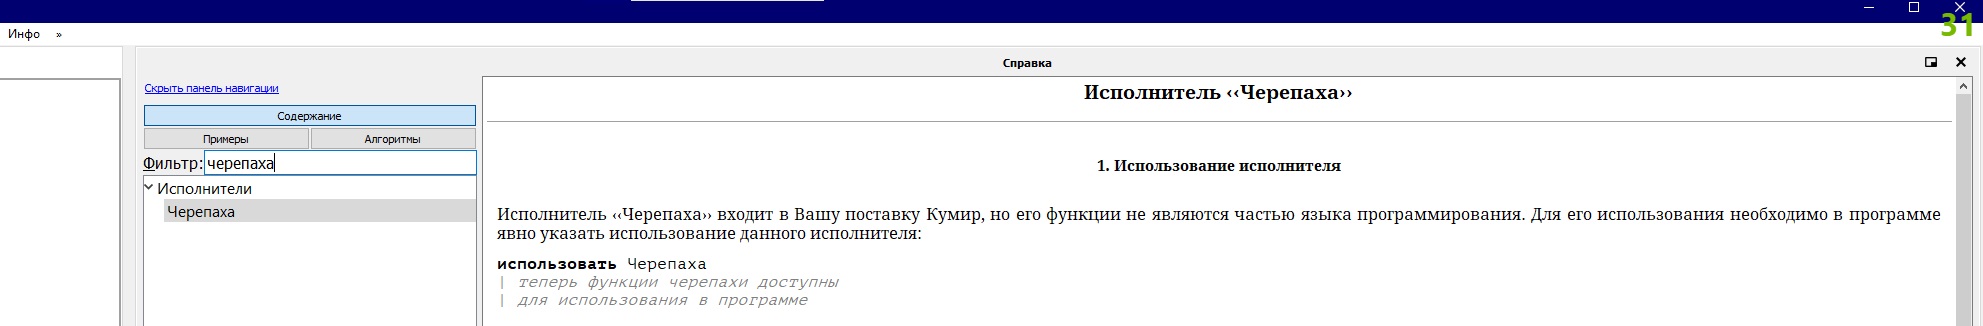 31
Инфо »
Справка
Скрыть панель навигации
Содержание
Примеры Алгоритмы
Фильтр: черепаха
Исполнители
Черепаха
Исполнитель ‹‹Черепаха››
1. Использование исполнителя
Исполнитель ‹‹Черепаха›› входит в Вашу поставку Кумир, но его функции не являются частью языка программирования. Для его использования необходимо в программе
явно указать использование данного исполнителя:
использовать Черепаха
| теперь функции черепахи доступны
| для использования в программе